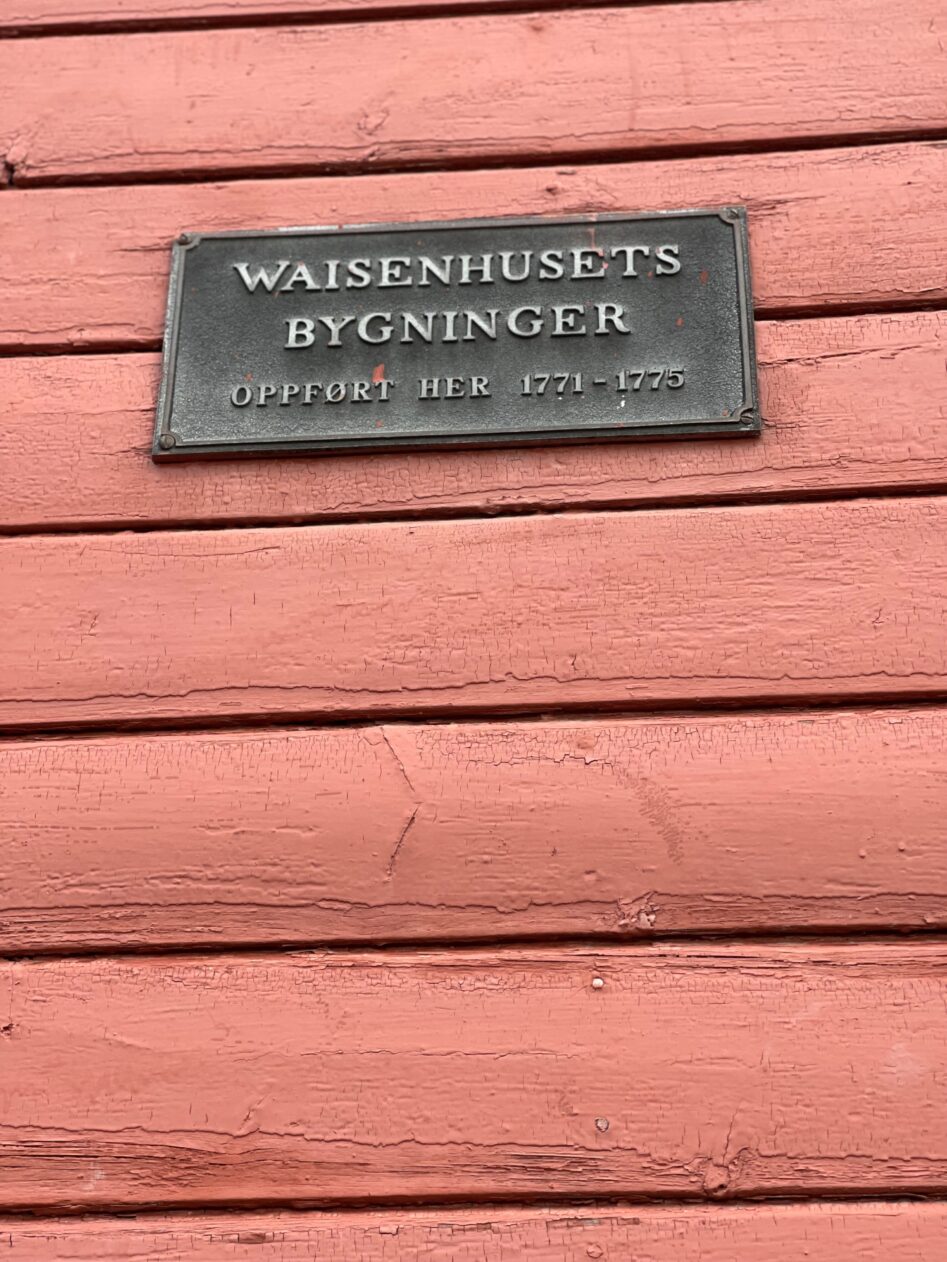 WAISENHUSETS
BYGNINGER
OPPFØRT HER 1771-1775